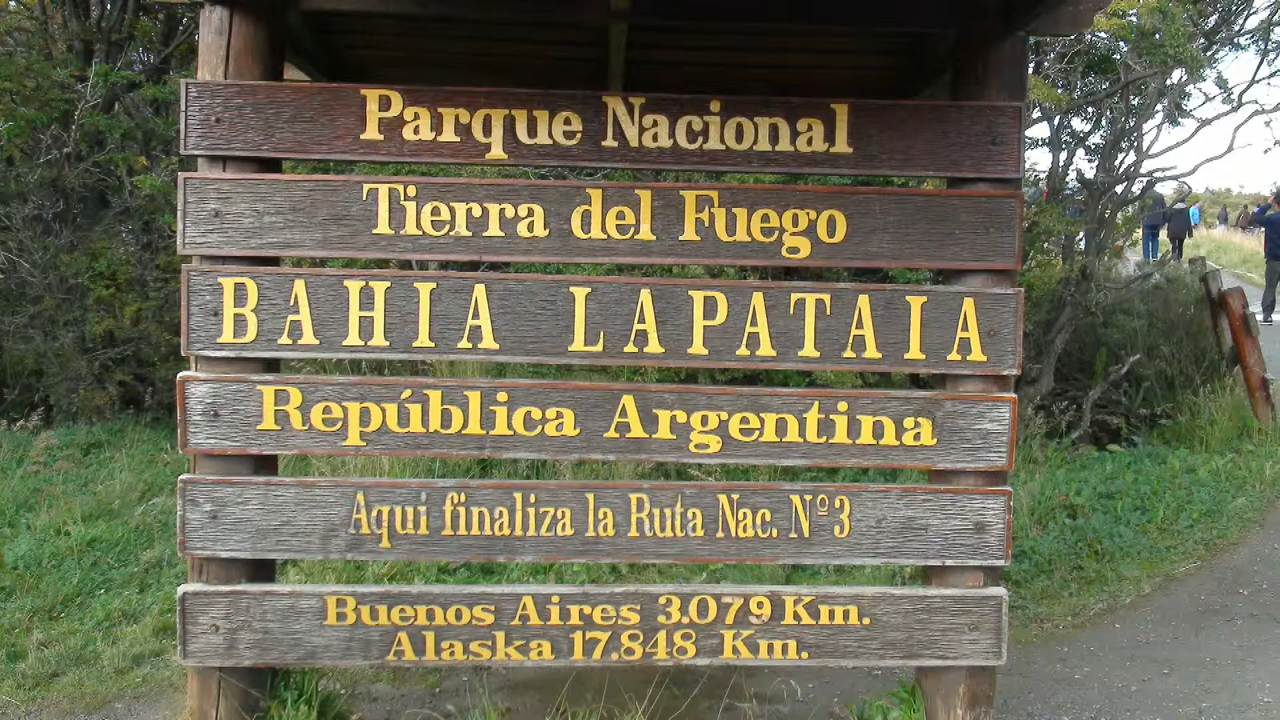 Parque Nacional
Tierra del Fuego
BAHIA LAPATAIA
República Argentina
Aqui finaliza la Ruta Nac. Nº3
Buenos Aires 3.079 Km.
Alaska 17.848 Km.